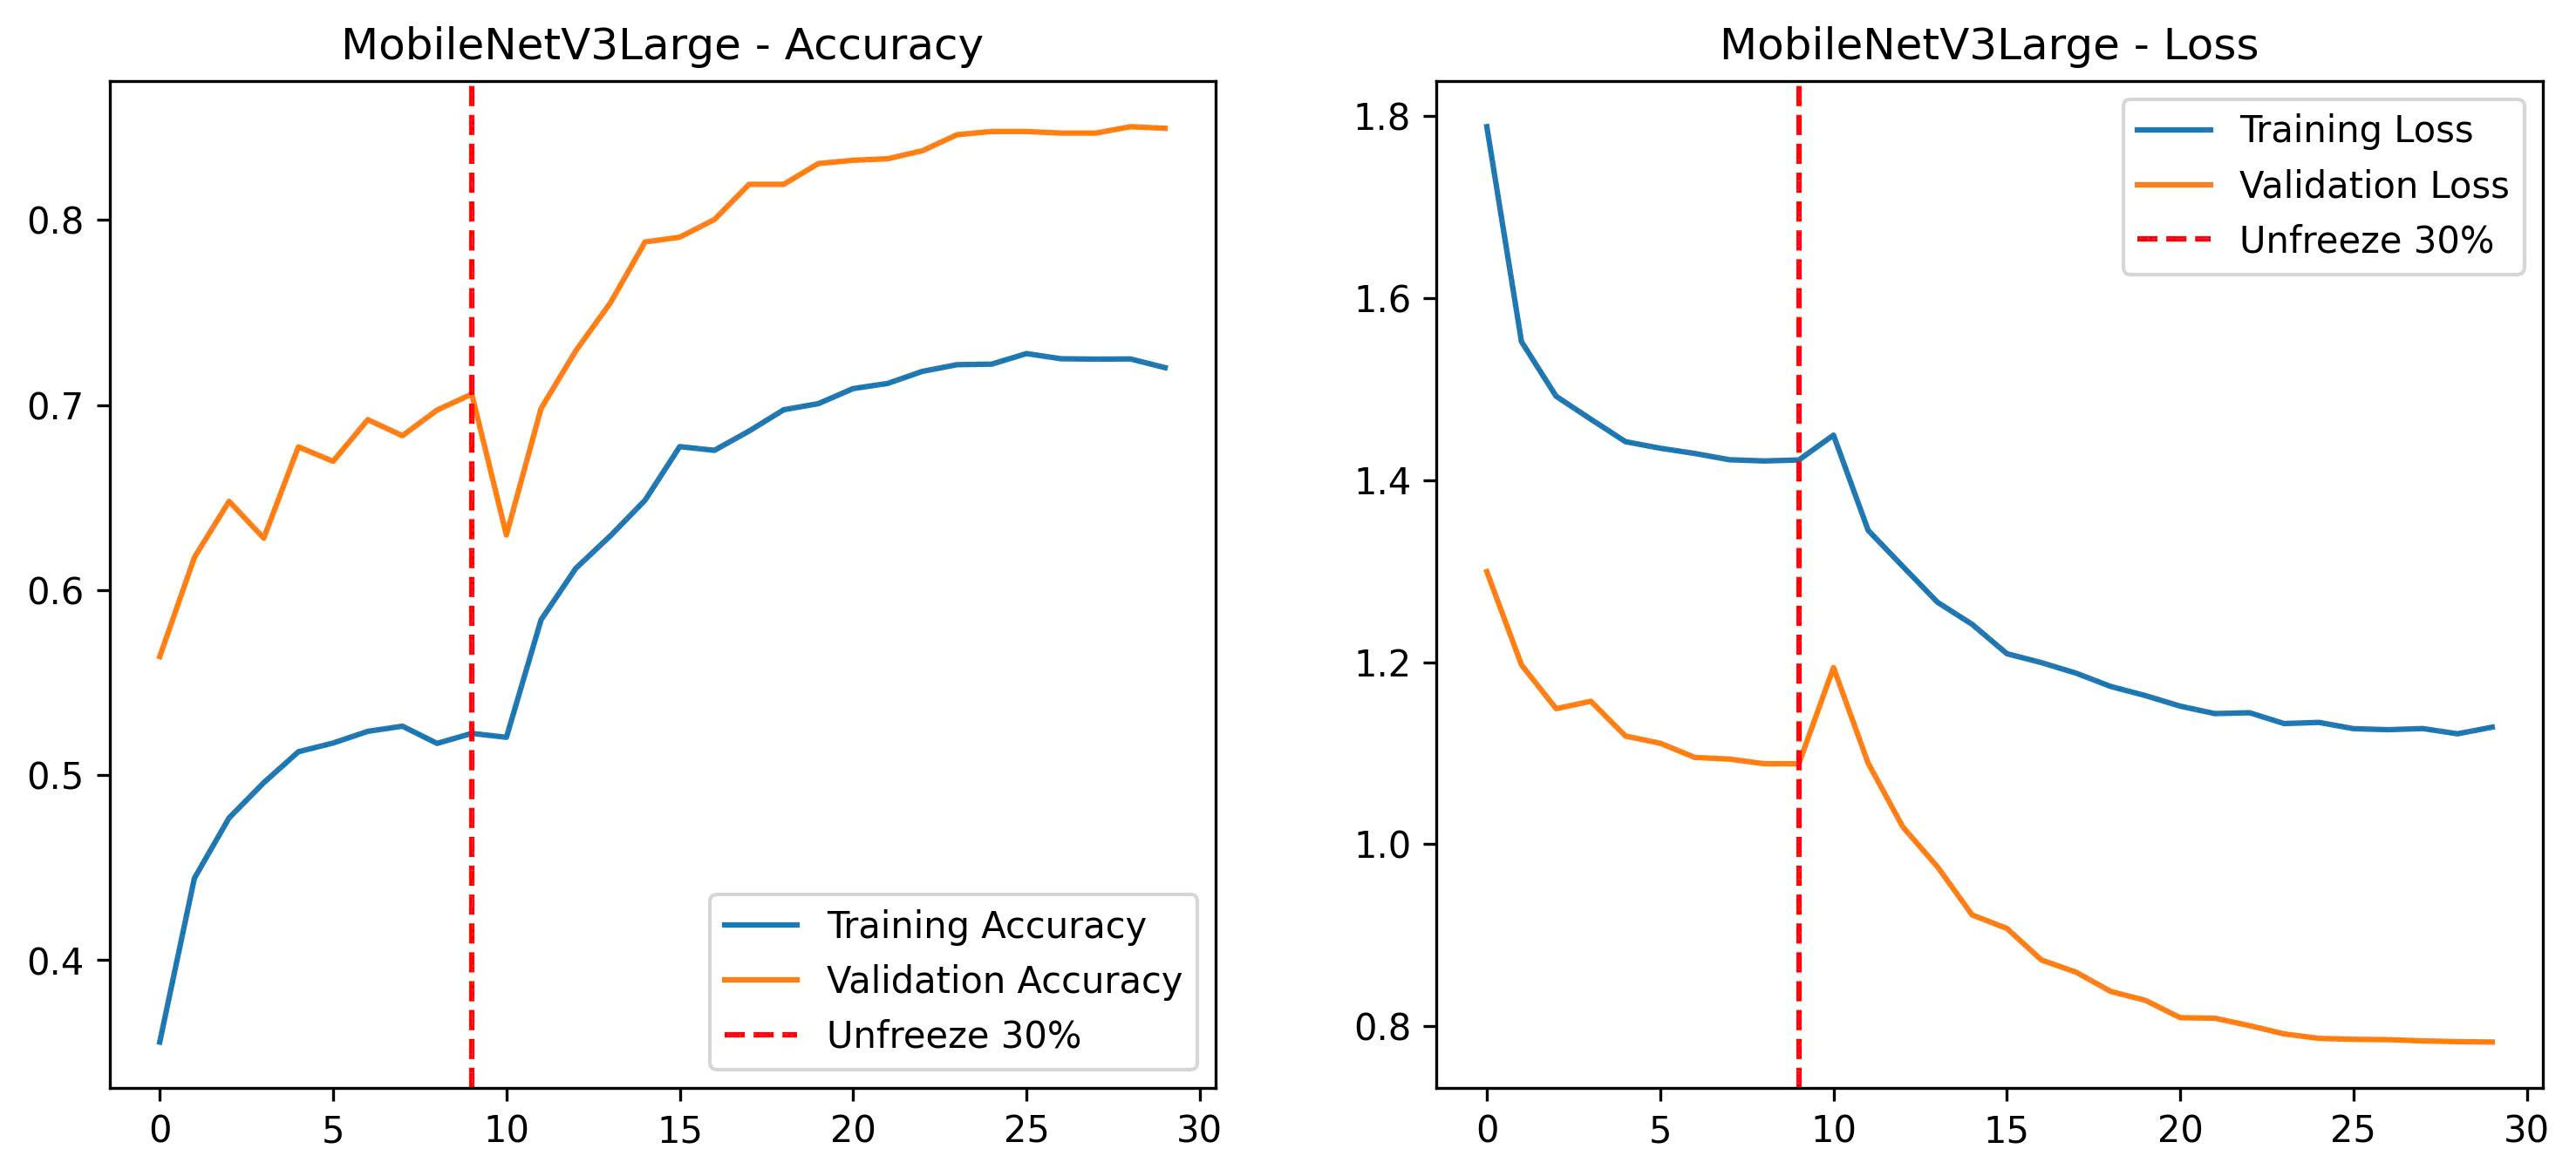 MobileNetV3Large - Accuracy
0.8
0.7
0.6
0.5
0.4
Training Accuracy
Validation Accuracy
Unfreeze 30%
0 5 10 15 20 25 30
MobileNetV3Large - Loss
1.8
1.6
1.4
1.2
1.0
0.8
Training Loss
Validation Loss
Unfreeze 30%
0 5 10 15 20 25 30